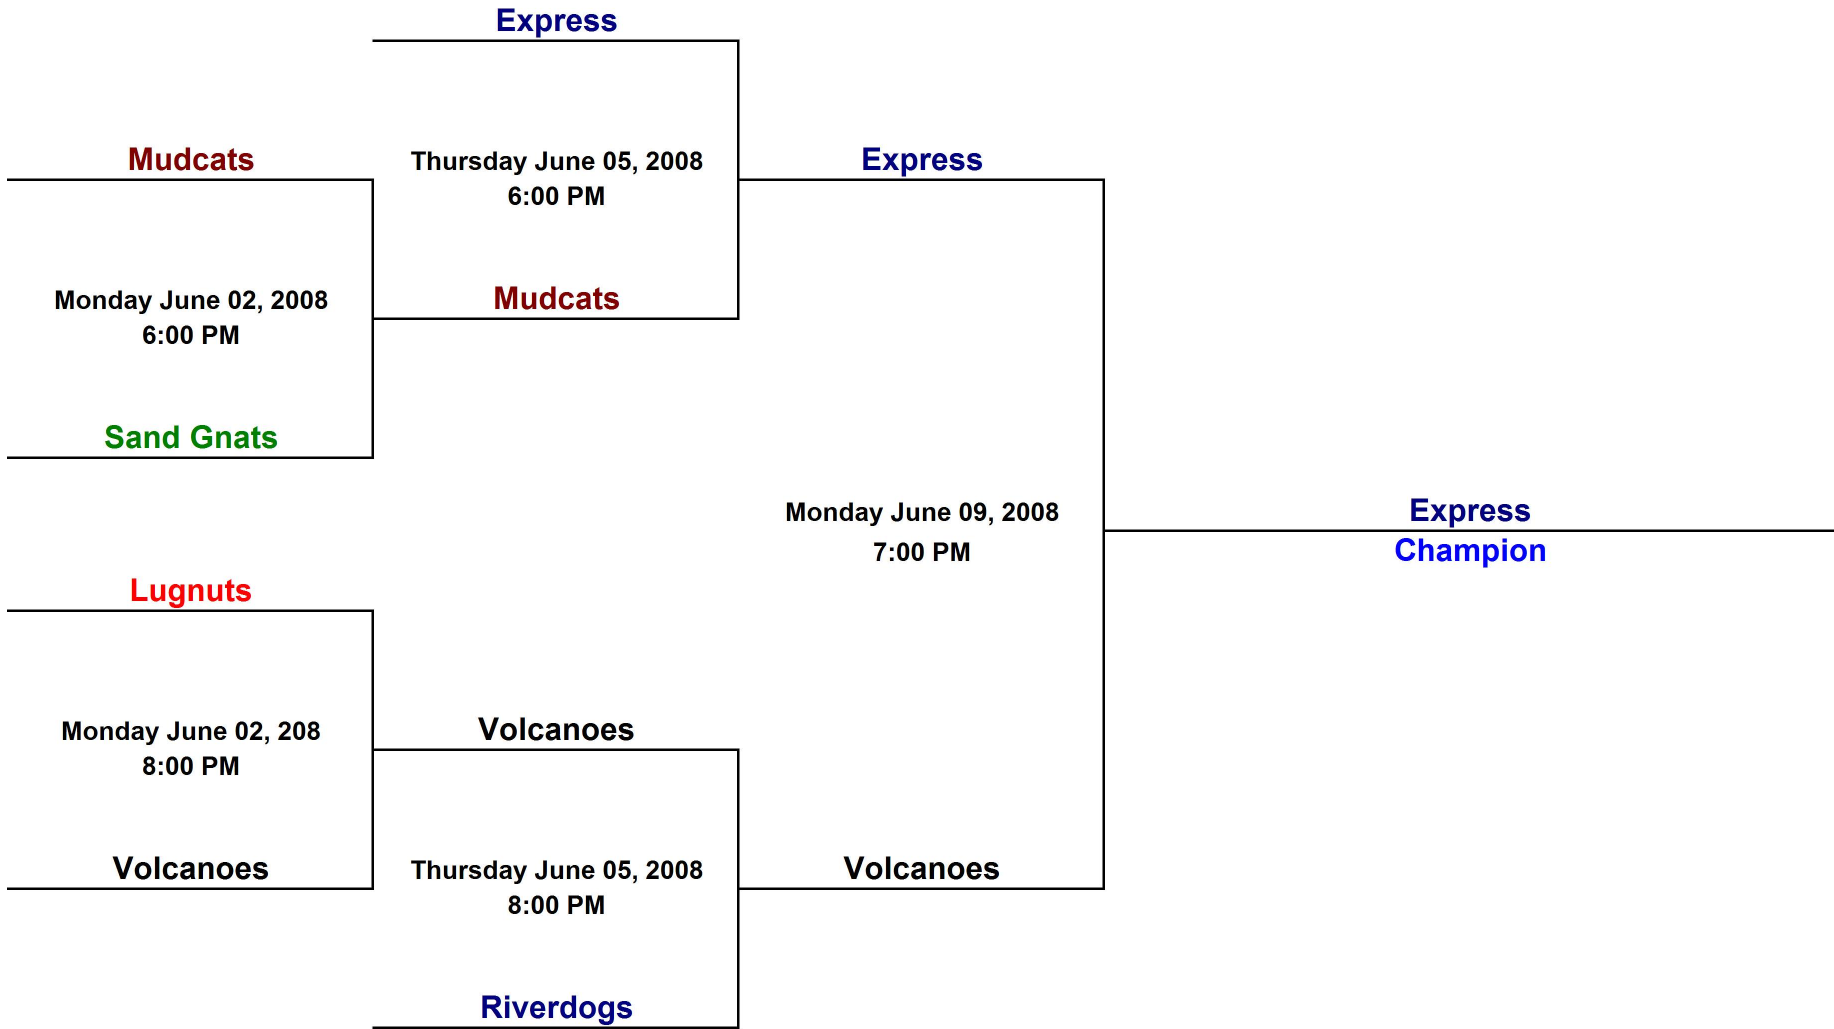 Express
Mudcats
Thursday June 05, 2008
6:00 PM
Express
Monday June 02, 2008
6:00 PM
Mudcats
Sand Gnats
Monday June 09, 2008
7:00 PM
Express
Champion
Lugnuts
Monday June 02, 208
8:00 PM
Volcanoes
Volcanoes
Thursday June 05, 2008
8:00 PM
Volcanoes
Riverdogs